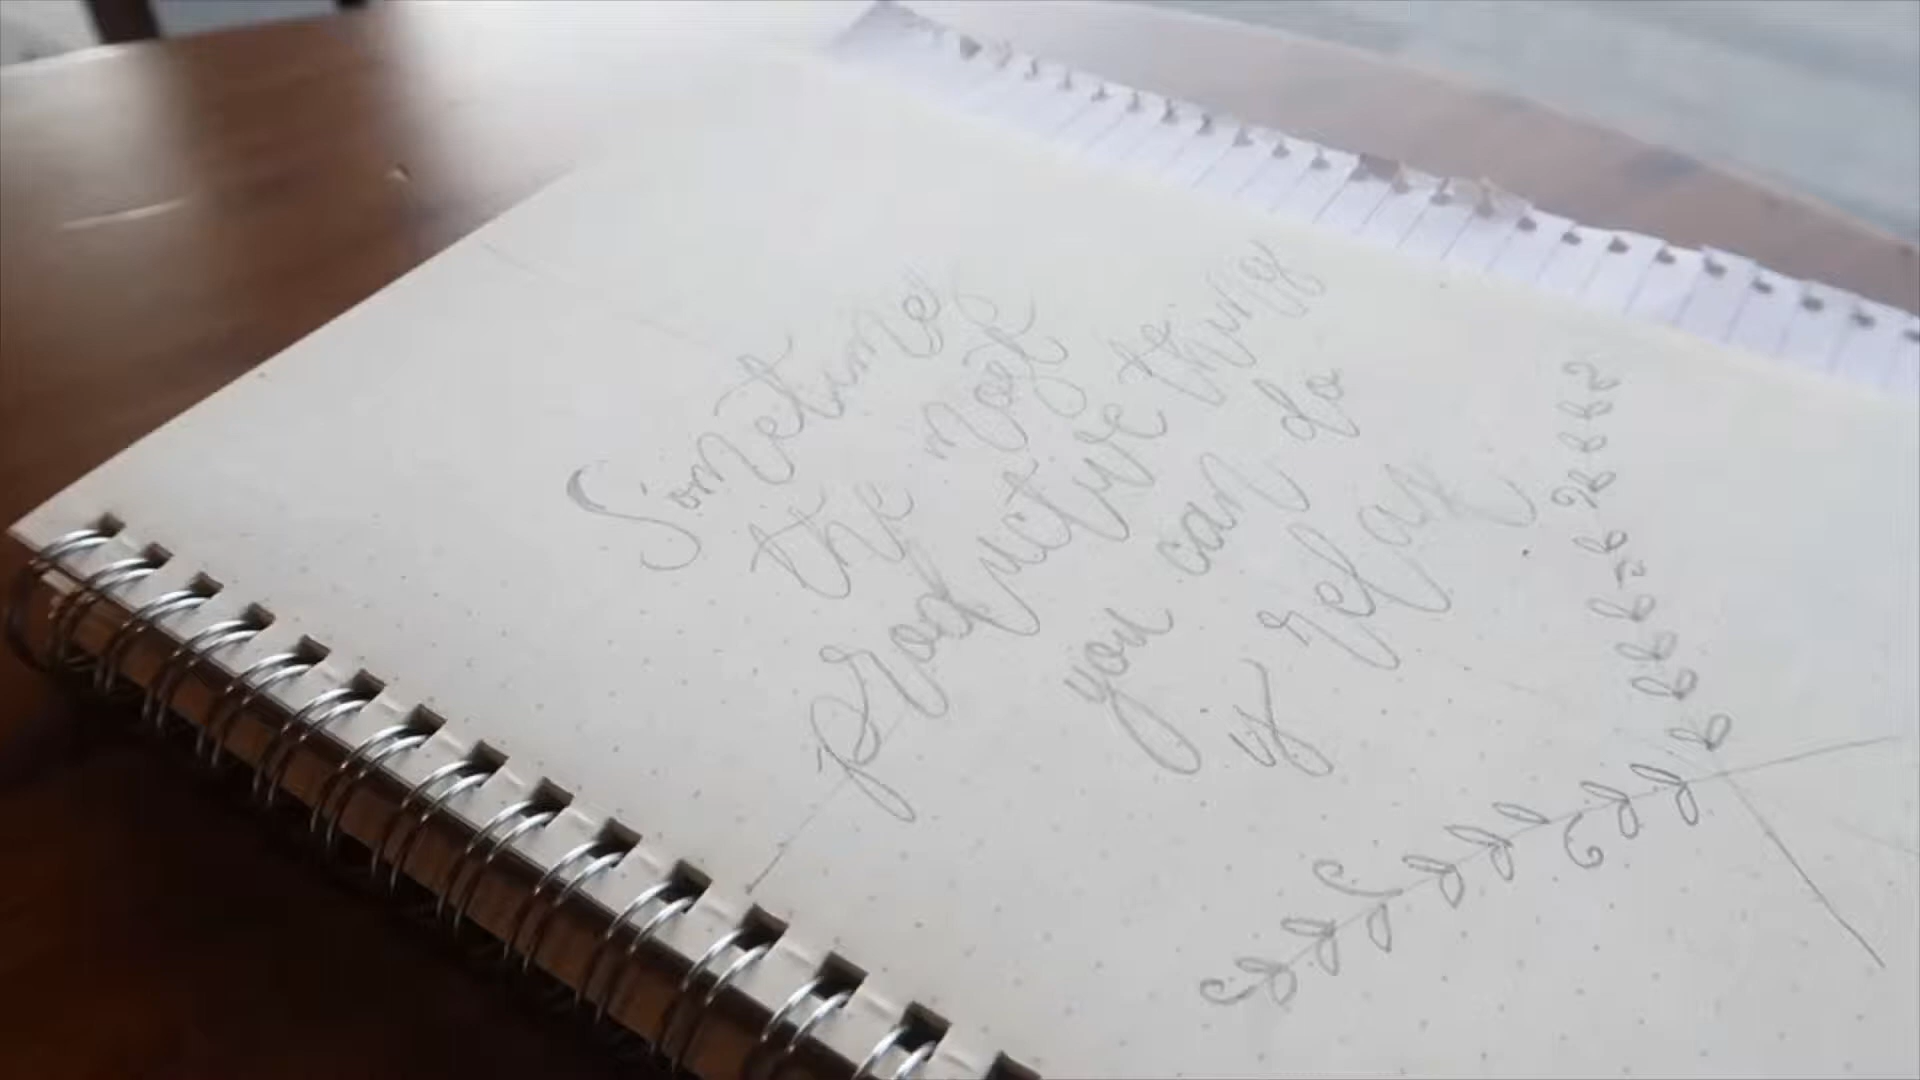 Sometimes
the most
productive thing
you can do
is relax